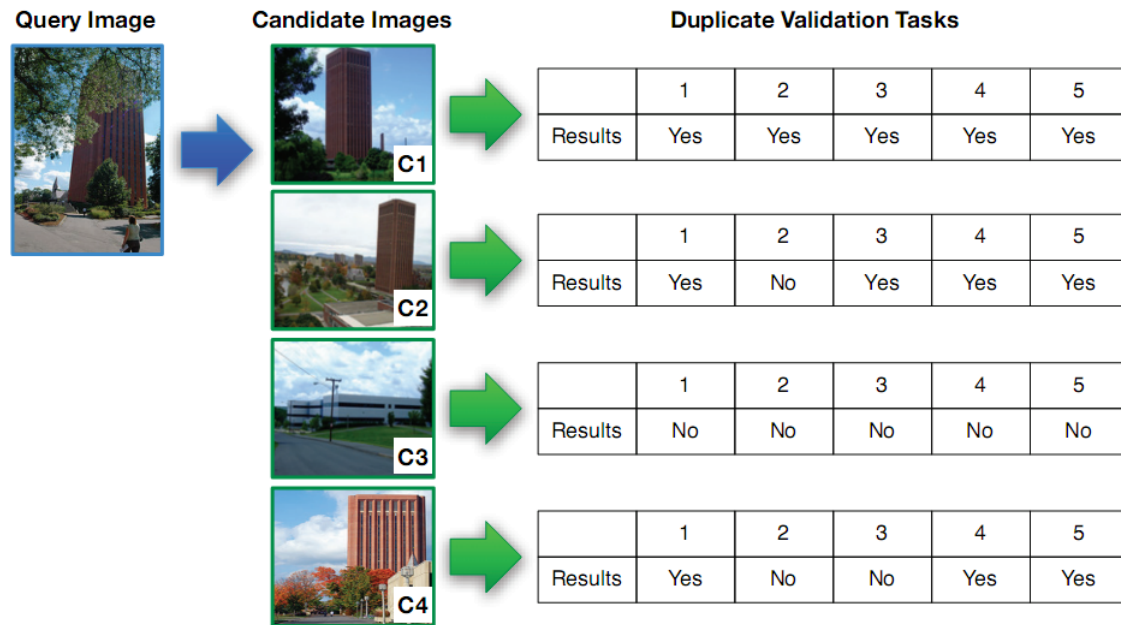 Query Image
Candidate Images
Duplicate Validation Tasks
C1
1 2 3 4 5
Results Yes Yes Yes Yes Yes
C2
1 2 3 4 5
Results Yes No Yes Yes Yes
C3
1 2 3 4 5
Results No No No No No
C4
1 2 3 4 5
Results Yes No No Yes Yes